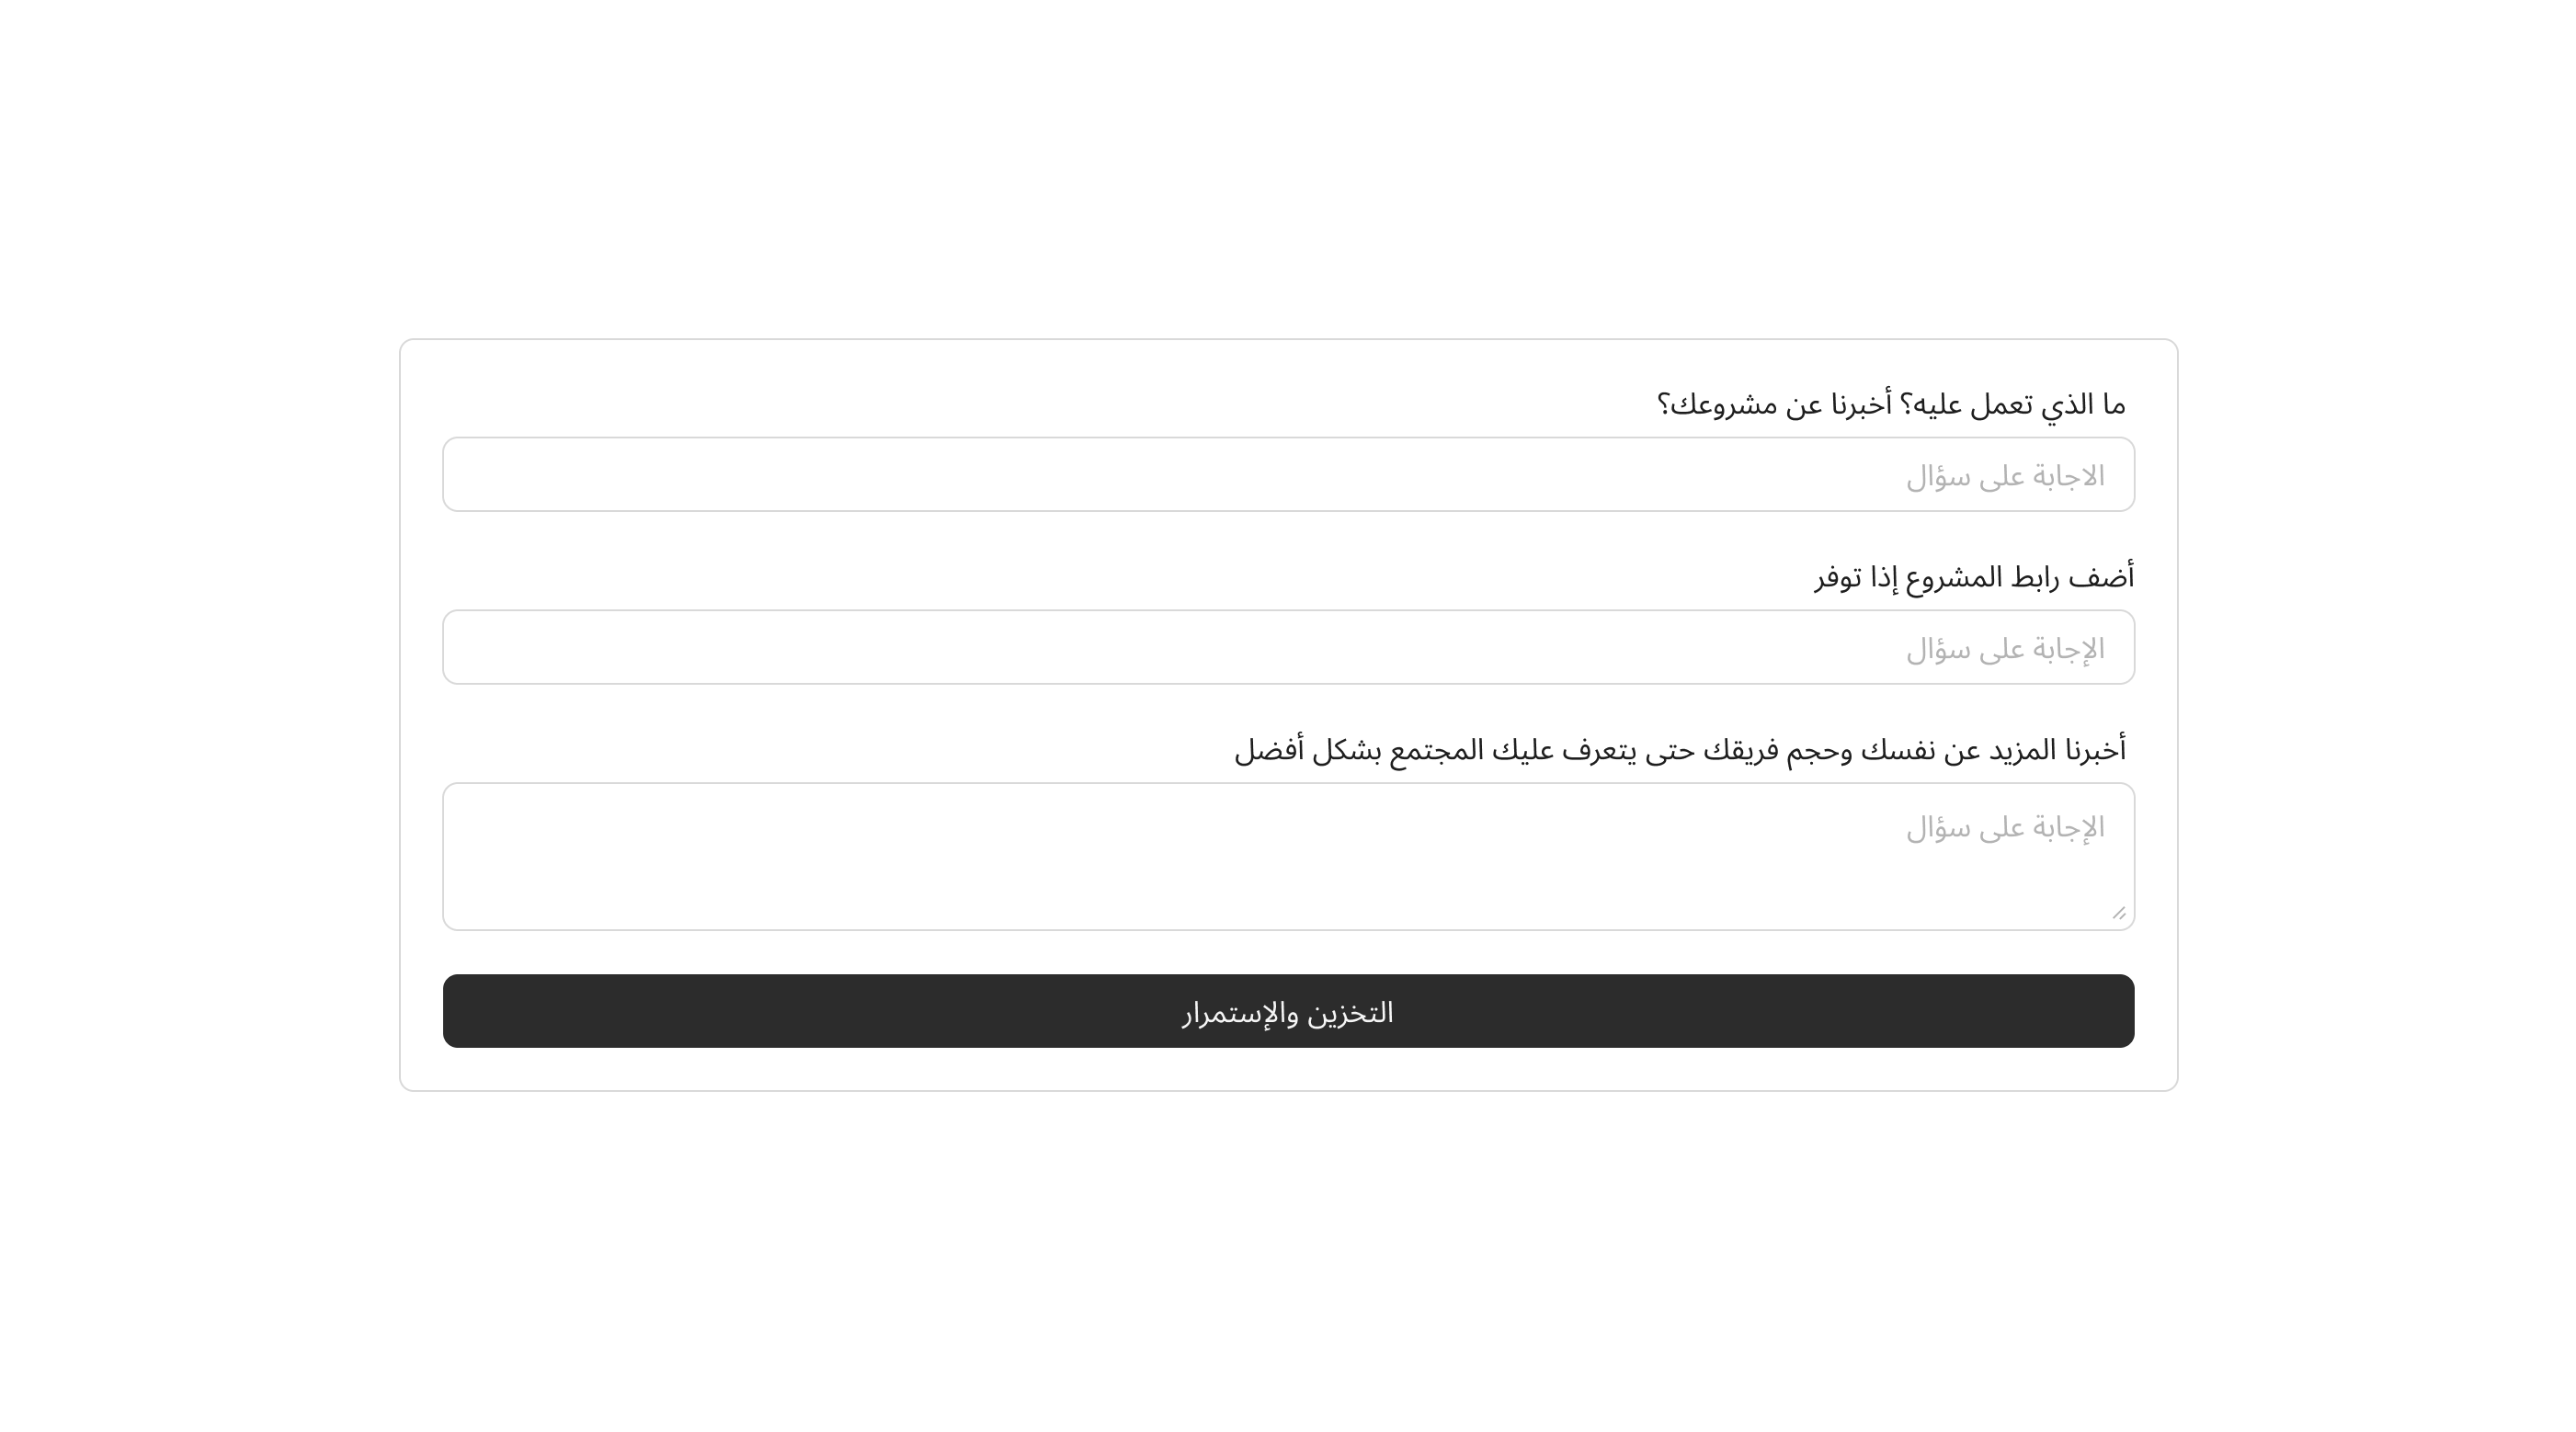 ما الذي تعمل عليه؟ أخبرنا عن مشروعك؟
الاجابة على سؤال
أضف رابط المشروع إذا توفر
الإجابة على سؤال
أخبرنا المزيد عن نفسك وحجم فريقك حتى يتعرف عليك المجتمع بشكل أفضل
الإجابة على سؤال
التخزين والإستمرار